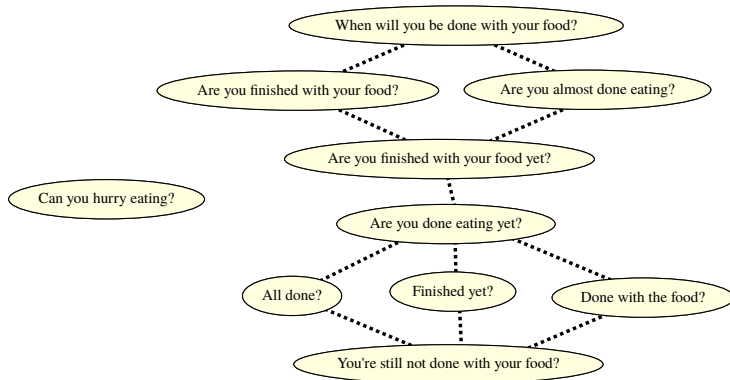 When will you be done with your food?
Are you finished with your food?
Are you almost done eating?
Are you finished with your food yet?
Can you hurry eating?
Are you done eating yet?
All done?
Finished yet?
Done with the food?
You're still not done with your food?